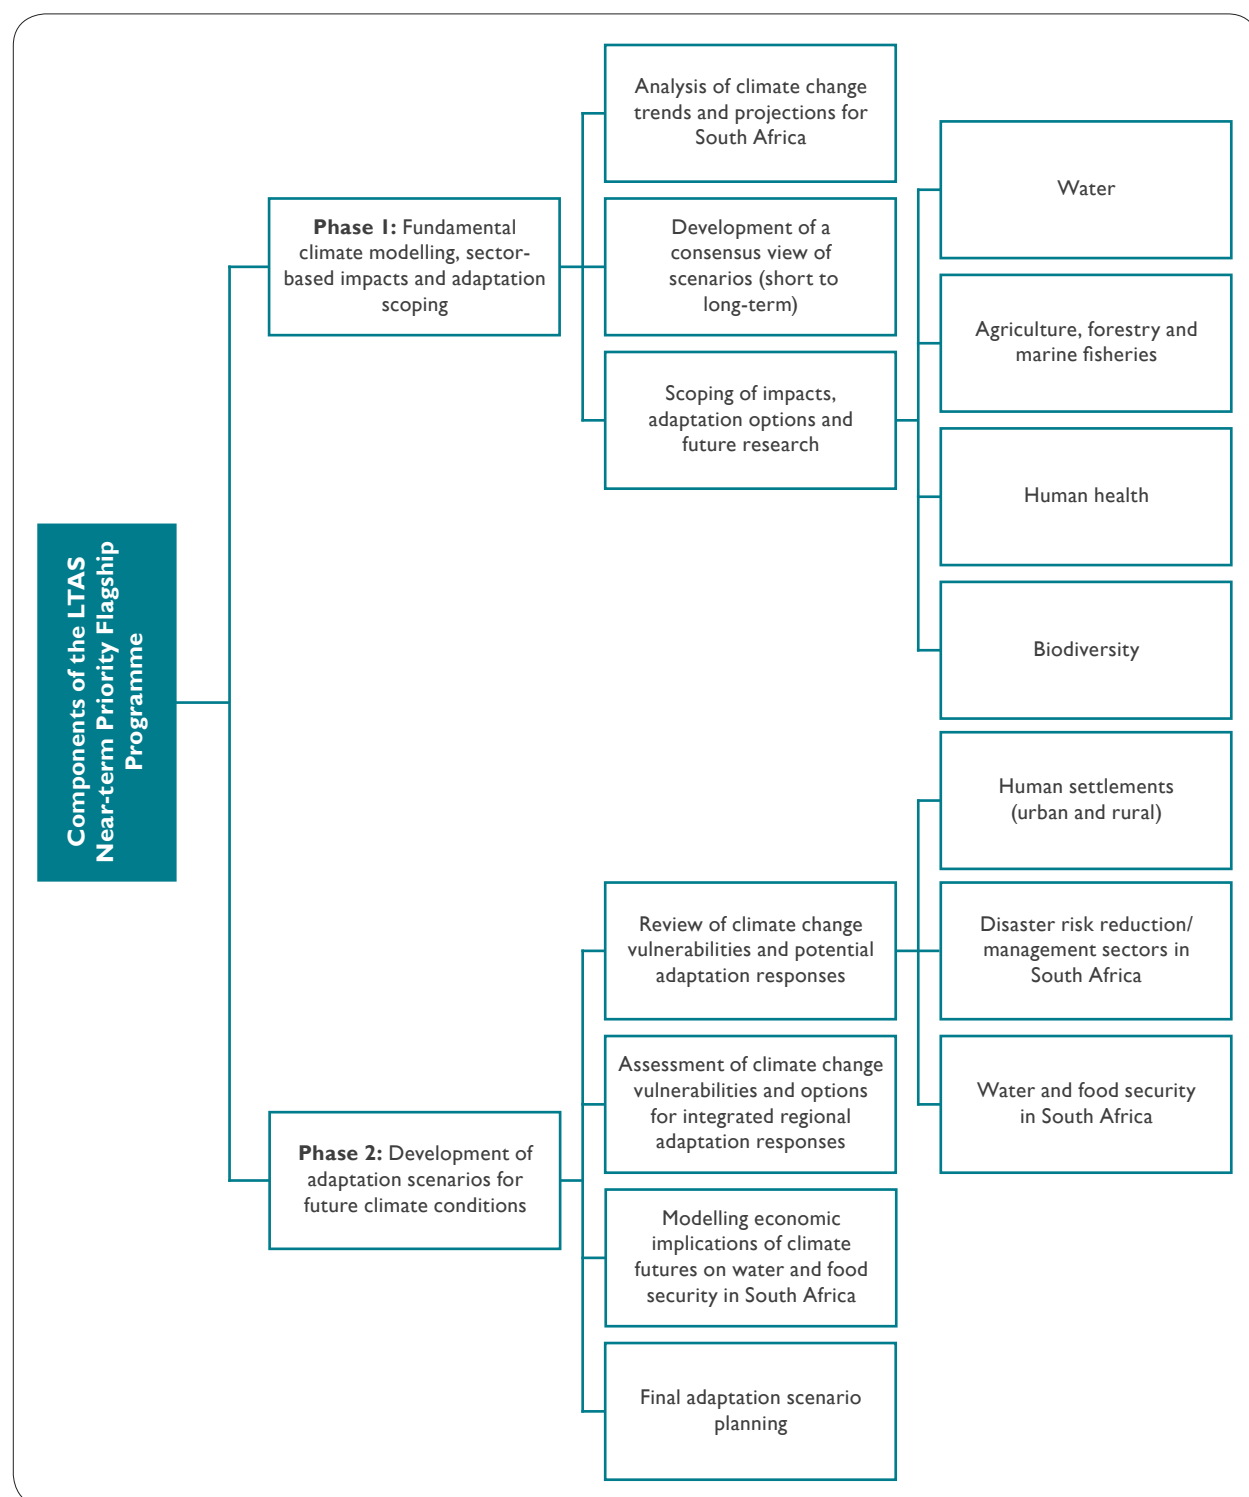 Components of the LTAS
Near-term Priority Flagship
Programme
Phase 1: Fundamental
climate modelling, sector-
based impacts and adaptation
scoping
Analysis of climate change
trends and projections for
South Africa
Development of a
consensus view of
scenarios (short to
long-term)
Scoping of impacts,
adaptation options and
future research
Water
Agriculture, forestry and
marine fisheries
Human health
Biodiversity
Phase 2: Development of
adaptation scenarios for
future climate conditions
Review of climate change
vulnerabilities and potential
adaptation responses
Human settlements
(urban and rural)
Disaster risk reduction/
management sectors in
South Africa
Water and food security
in South Africa
Assessment of climate change
vulnerabilities and options
for integrated regional
adaptation responses
Modelling economic
implications of climate
futures on water and food
security in South Africa
Final adaptation scenario
planning